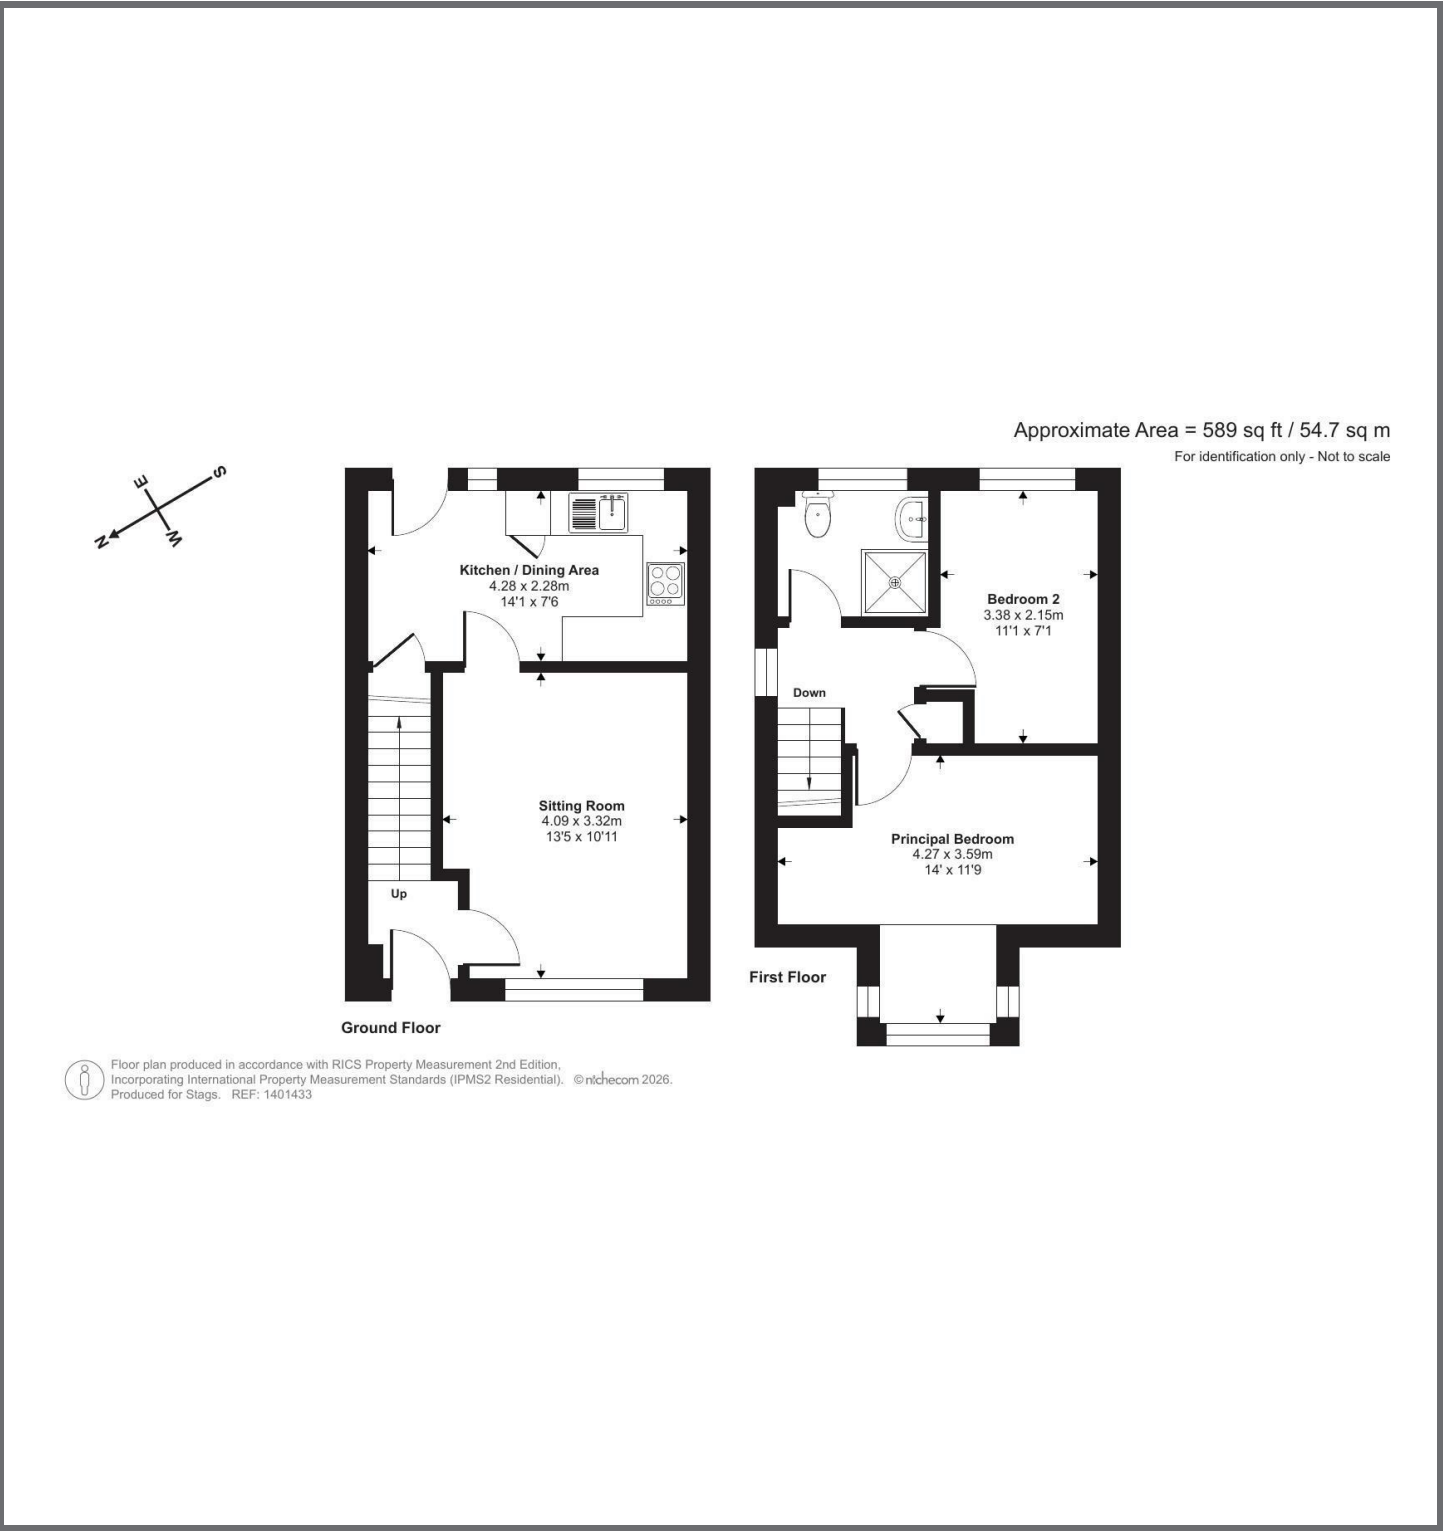 Approximate Area = 589 sq ft / 54.7 sq m
For identification only - Not to scale
N
E
S
W
Kitchen / Dining Area
4.28 x 2.28m
14'1 x 7'6
Sitting Room
4.09 x 3.32m
13'5 x 10'11
Up
Ground Floor
Bedroom 2
3.38 x 2.15m
11'1 x 7'1
Down
Principal Bedroom
4.27 x 3.59m
14' x 11'9
First Floor
Floor plan produced in accordance with RICS Property Measurement 2nd Edition,
Incorporating International Property Measurement Standards (IPMS2 Residential). © nichecom 2026.
Produced for Stags. REF: 1401433